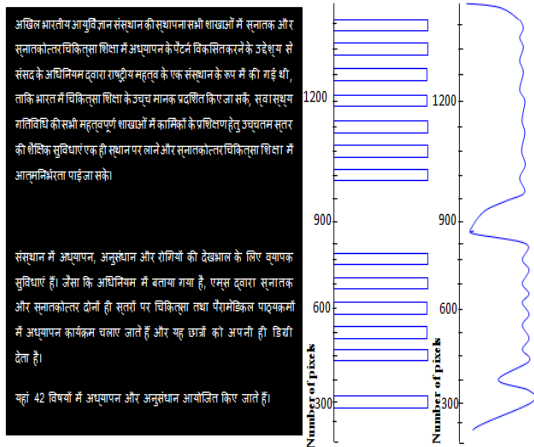 अखिल भारतीय आयुर्विज्ञान संस्थान की स्थापना सभी शाखाओं में स्नातक और
स्नातकोत्तर चिकित्सा शिक्षा में अध्यापन के पैटर्न विकसित करने के उद्देश्य से
संसद के अधिनियम द्वारा राष्ट्रीय महत्व के एक संस्थान के रूप में की गई थी,
ताकि भारत में चिकित्सा शिक्षा के उच्च मानक प्रदर्शित किए जा सकें, स्वास्थ्य
गतिविधि की सभी महत्वपूर्ण शाखाओं में कार्मिकों के प्रशिक्षण हेतु उच्चतम स्तर
की शैक्षिक सुविधाएं एक ही स्थान पर लाने और स्नातकोत्तर चिकित्सा शिक्षा में
आत्मनिर्भरता पाई जा सके।
संस्थान में अध्यापन, अनुसंधान और रोगियों की देखभाल के लिए व्यापक
सुविधाएं हैं। जैसा कि अधिनियम में बताया गया है, एम्स द्वारा स्नातक
और स्नातकोत्तर दोनों ही स्तरों पर चिकित्सा तथा पैरामेडिकल पाठ्यक्रमों
में अध्यापन कार्यक्रम चलाए जाते हैं और यह छात्रों को अपनी ही डिग्री
देता है।
यहां 42 विषयों में अध्यापन और अनुसंधान आयोजित किए जाते हैं।
1200
900
600
300
Number of pixels
1200
900
600
300
Number of pixels